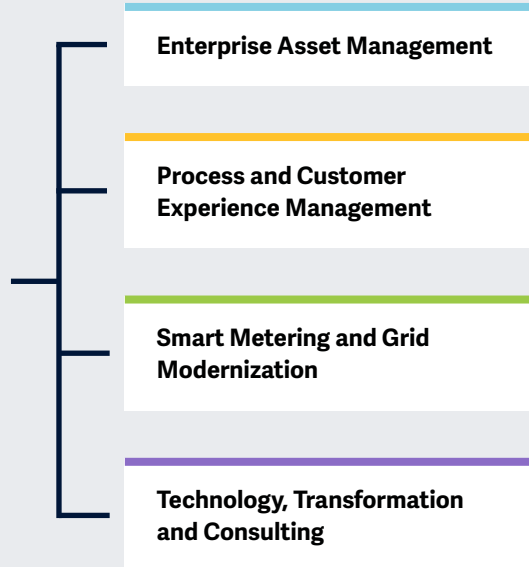 Enterprise Asset Management
Process and Customer
Experience Management
Smart Metering and Grid
Modernization
Technology, Transformation
and Consulting